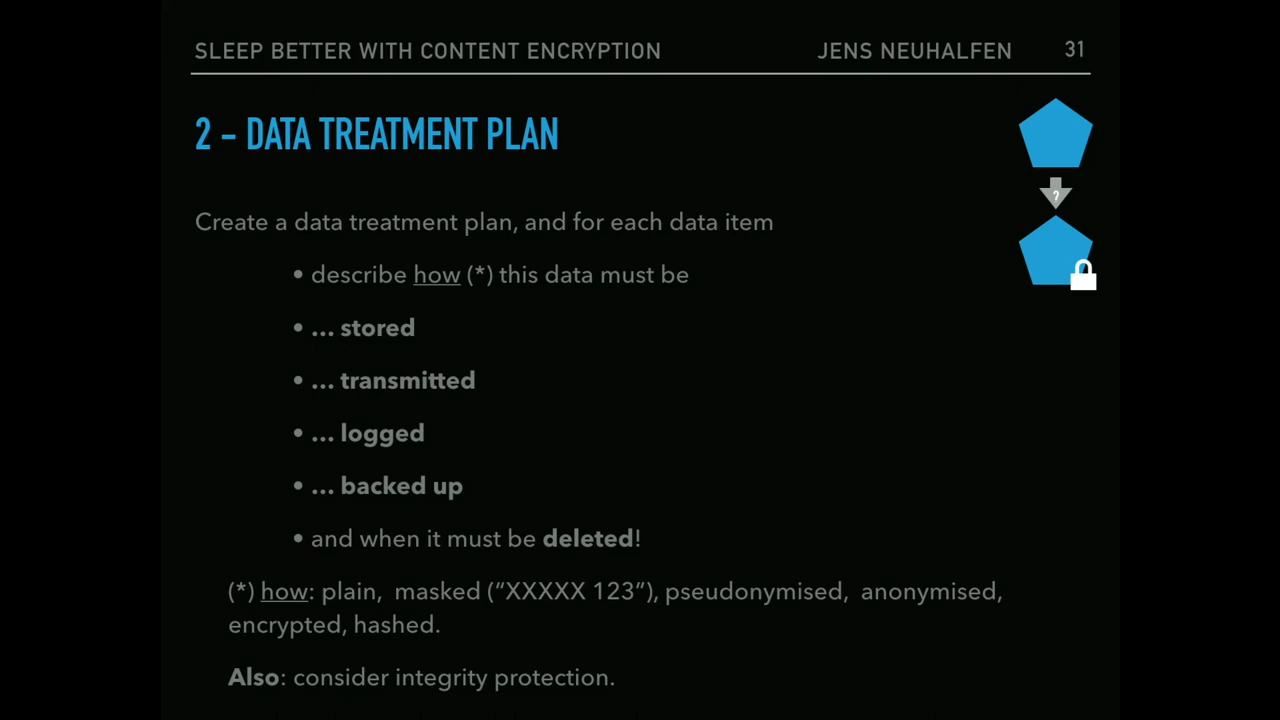 SLEEP BETTER WITH CONTENT ENCRYPTION JENS NEUHALFEN 31
2 – DATA TREATMENT PLAN
?
Create a data treatment plan, and for each data item
• describe how (*) this data must be
• … stored
• … transmitted
• … logged
• … backed up
• and when it must be deleted!
(*) how: plain, masked (“XXXXX 123”), pseudonymised, anonymised,
encrypted, hashed.
Also: consider integrity protection.